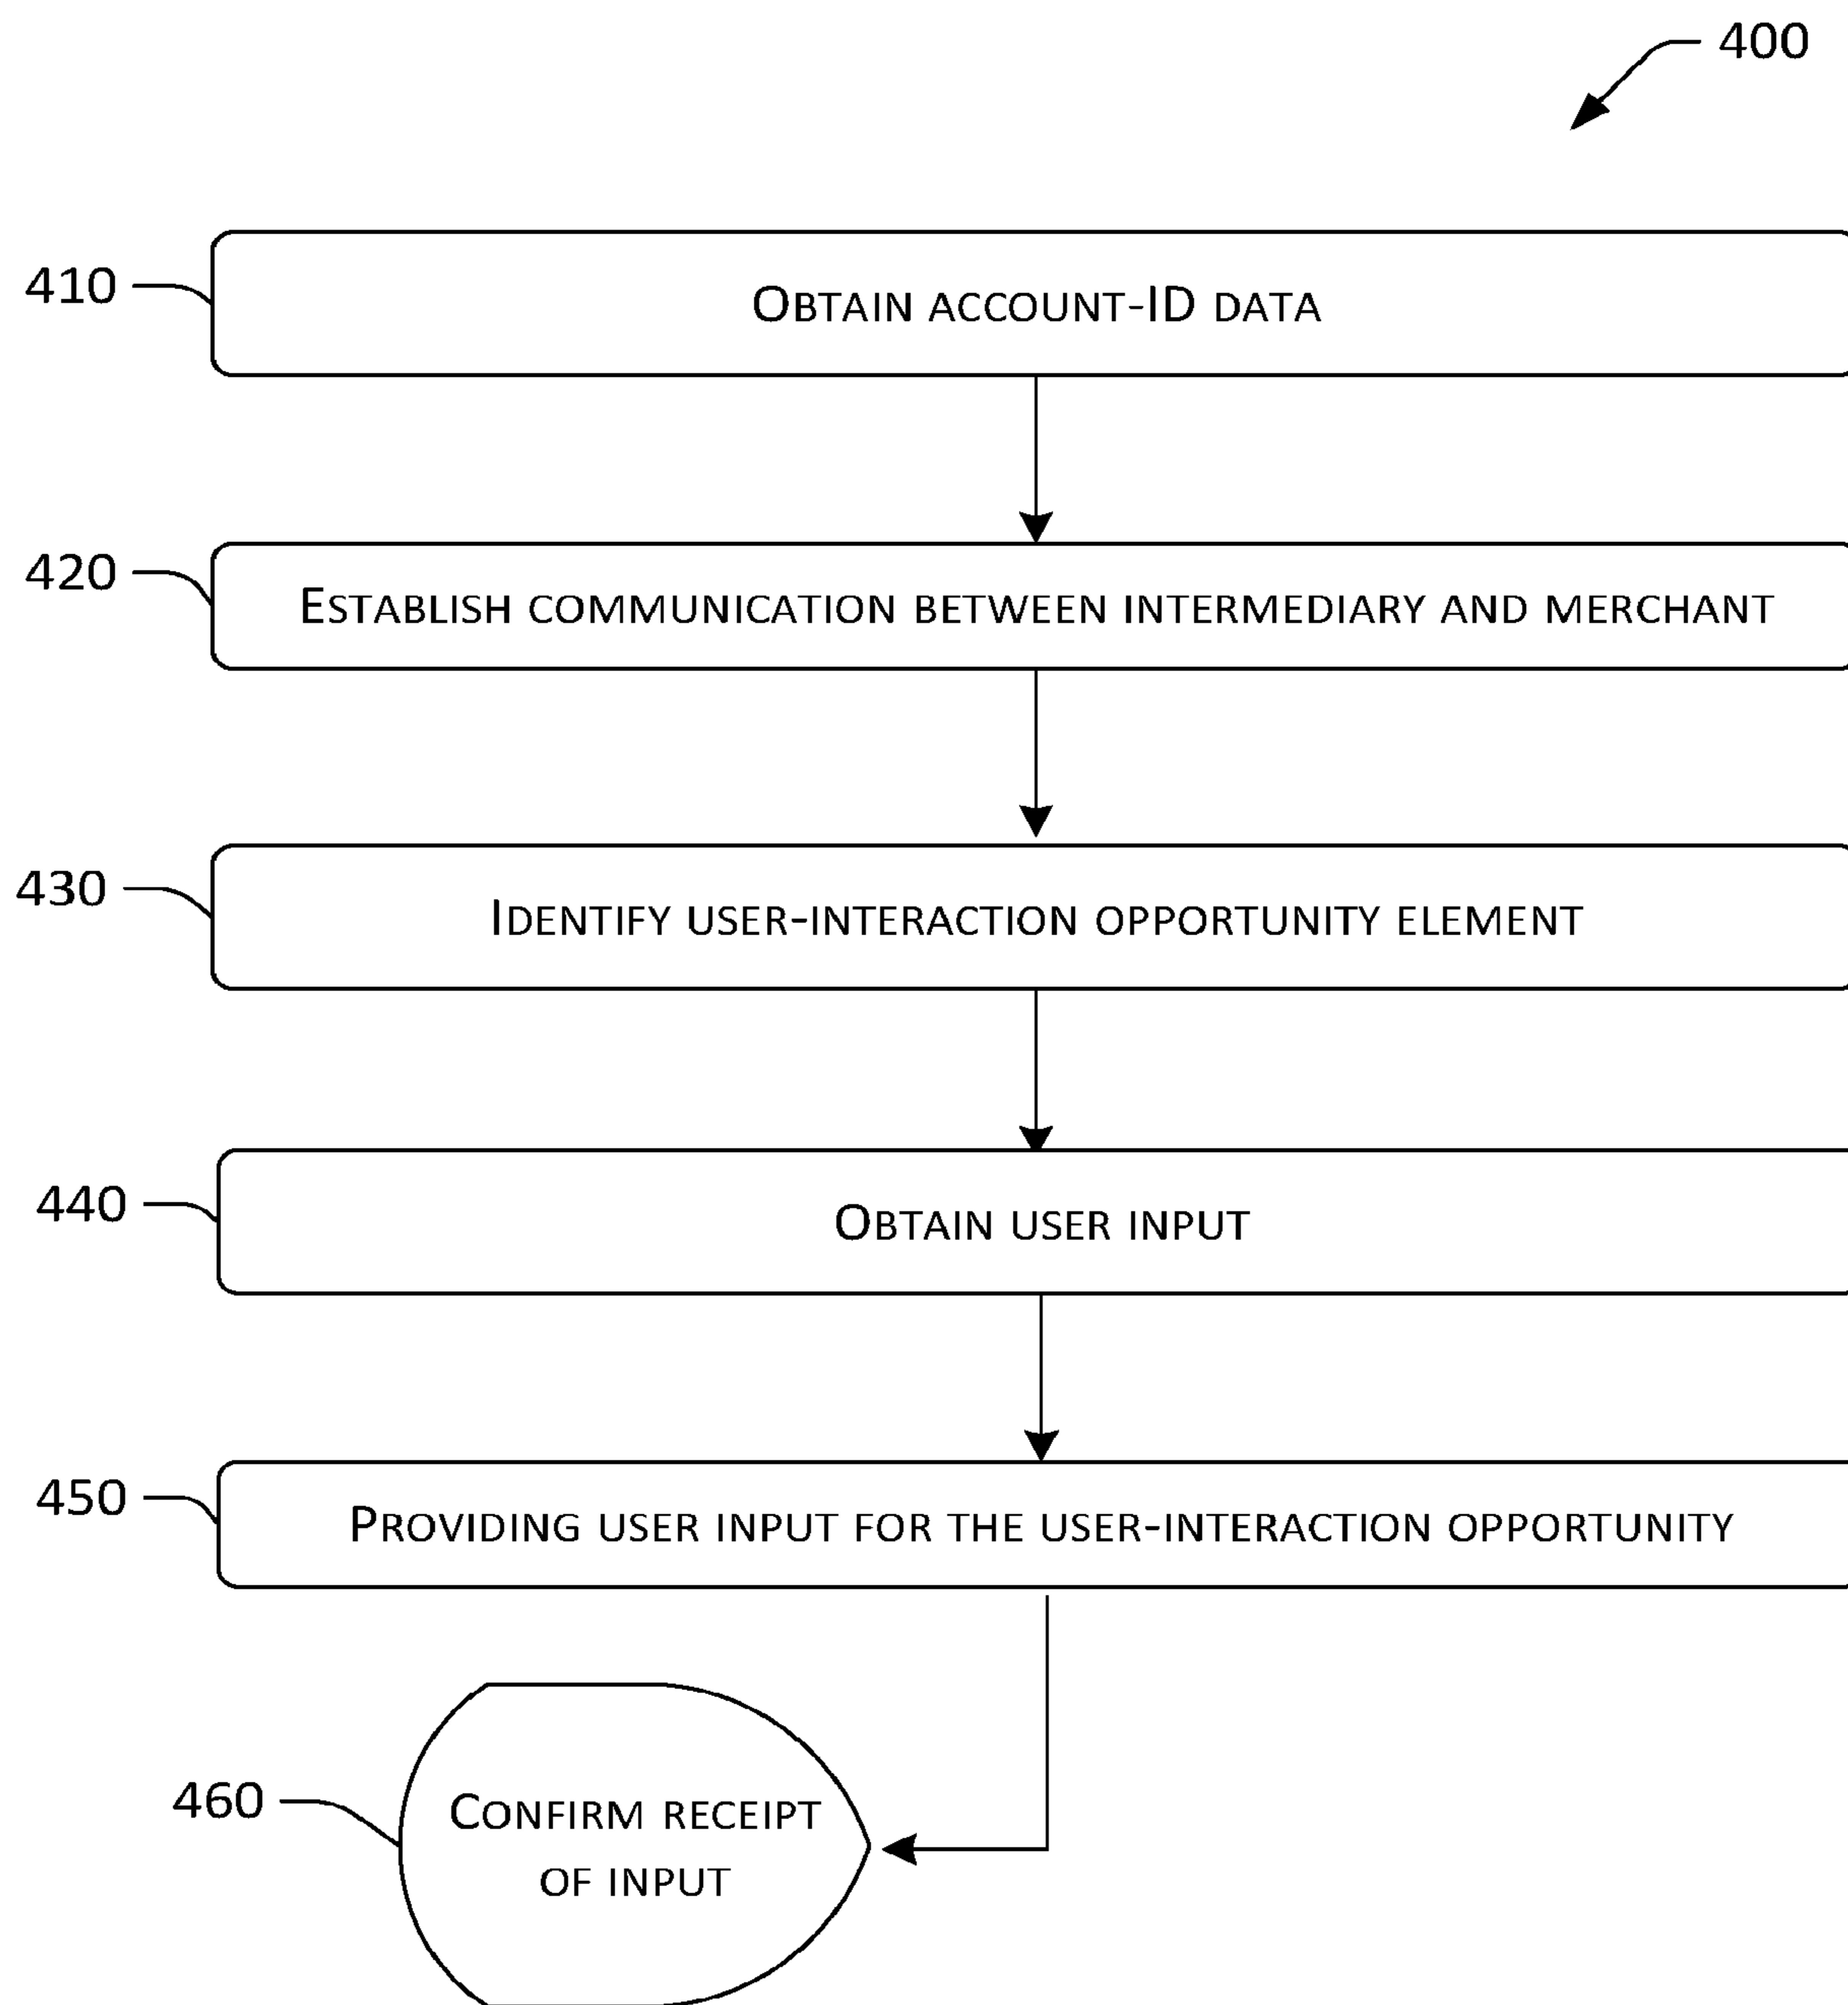 400
410
OBTAIN ACCOUNT-ID DATA
420
ESTABLISH COMMUNICATION BETWEEN INTERMEDIARY AND MERCHANT
430
IDENTIFY USER-INTERACTION OPPORTUNITY ELEMENT
440
OBTAIN USER INPUT
450
PROVIDING USER INPUT FOR THE USER-INTERACTION OPPORTUNITY
460
CONFIRM RECEIPT
OF INPUT